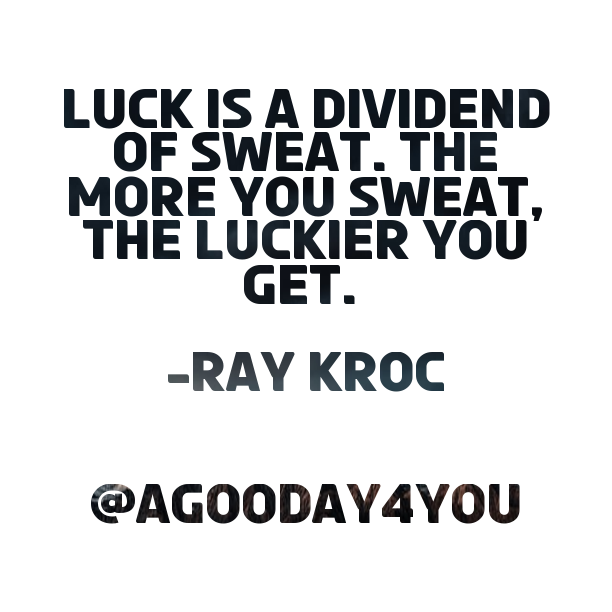 LUCK IS A DIVIDEND
OF SWEAT. THE
MORE YOU SWEAT,
THE LUCKIER YOU
GET.
-RAY KROC
@AGOODAY4YOU